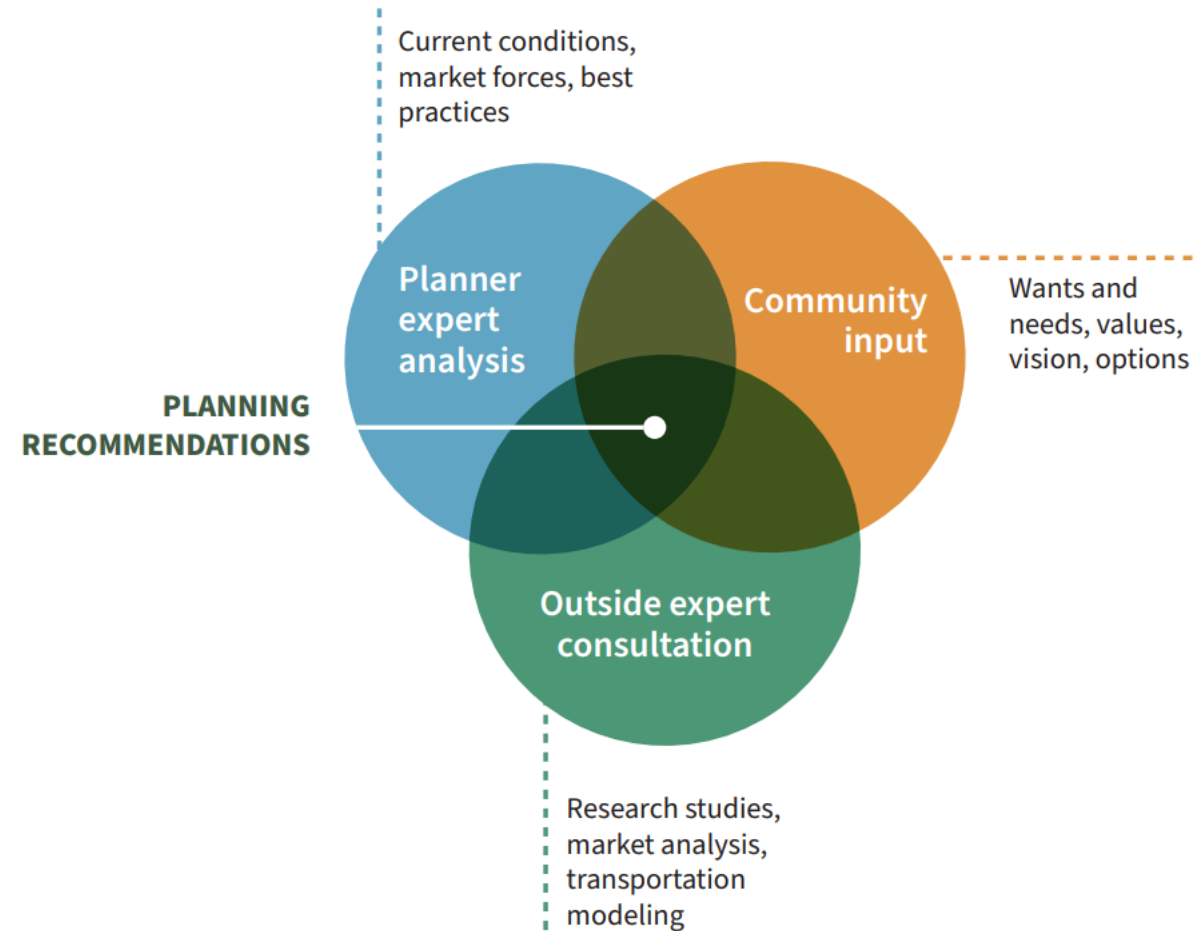 Current conditions,
market forces, best
practices
Planner
expert
analysis
Community
input
Wants and
needs, values,
vision, options
PLANNING
RECOMMENDATIONS
Outside expert
consultation
Research studies,
market analysis,
transportation
modeling